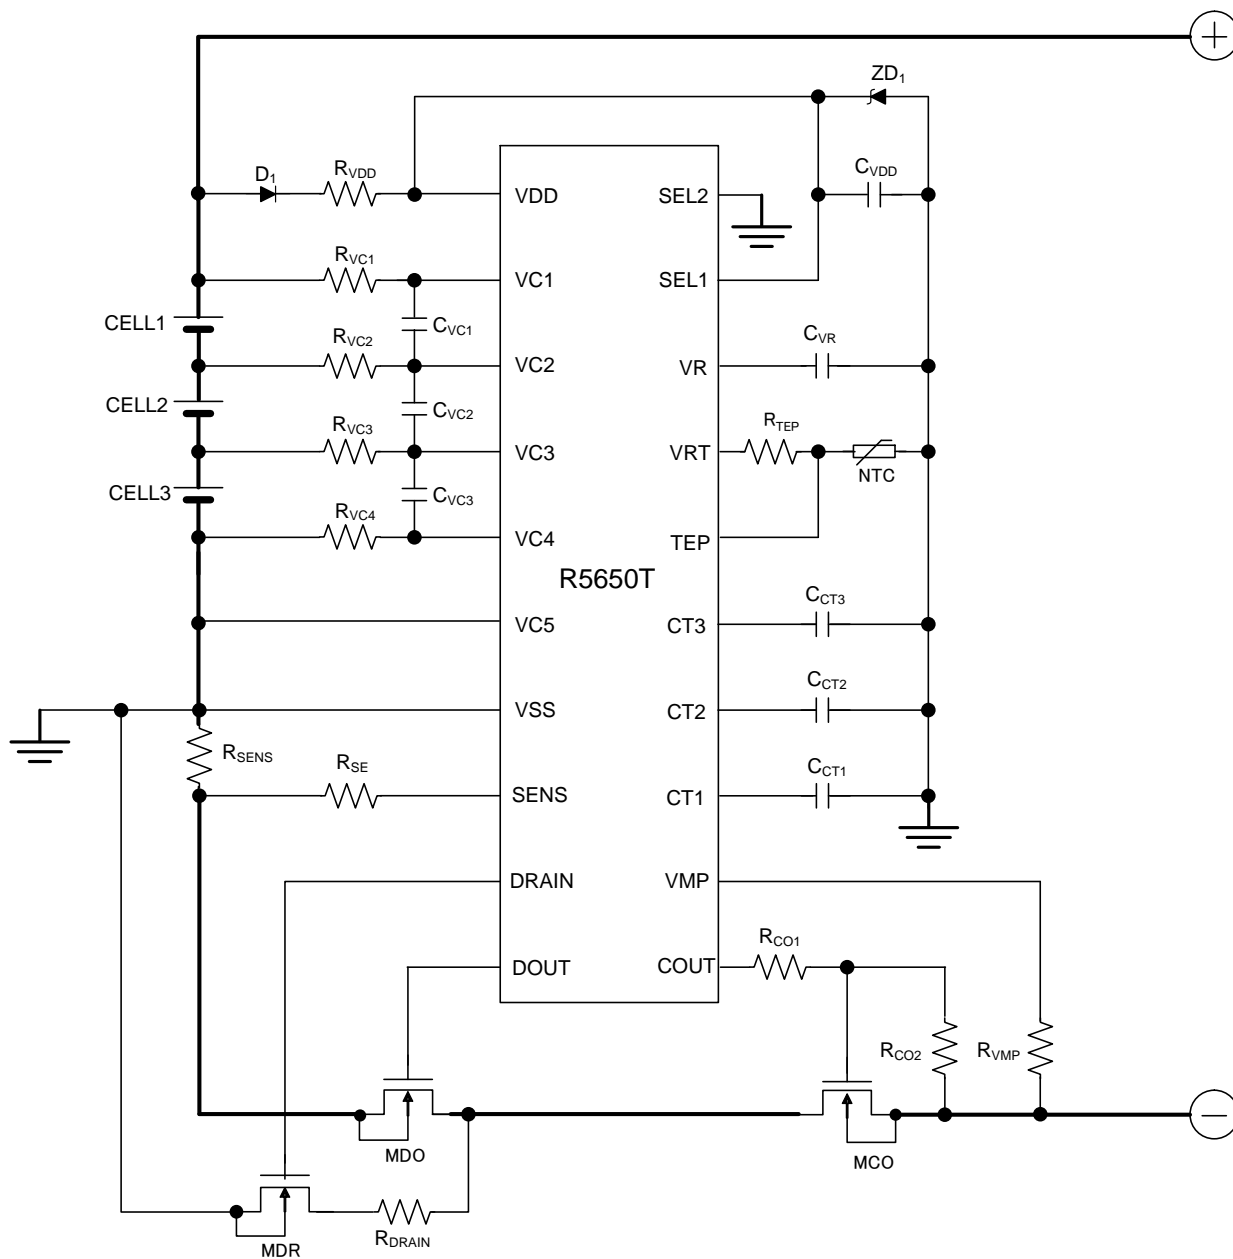 +
ZD1
D1
RVDD
CVDD
VDD
SEL2
RVC1
VC1
SEL1
CELL1
CVC1
RVC2
CVR
VC2
VR
CELL2
CVC2
RTEP
RVC3
VC3
VRT
NTC
CELL3
CVC3
RVC4
VC4
TEP
R5650T
CCT3
VC5
CT3
CCT2
VSS
CT2
RSENS
RSE
CCT1
SENS
CT1
DRAIN
VMP
RCO1
DOUT
COUT
RCO2
RVMP
−
MDO
MCO
RDRAIN
MDR